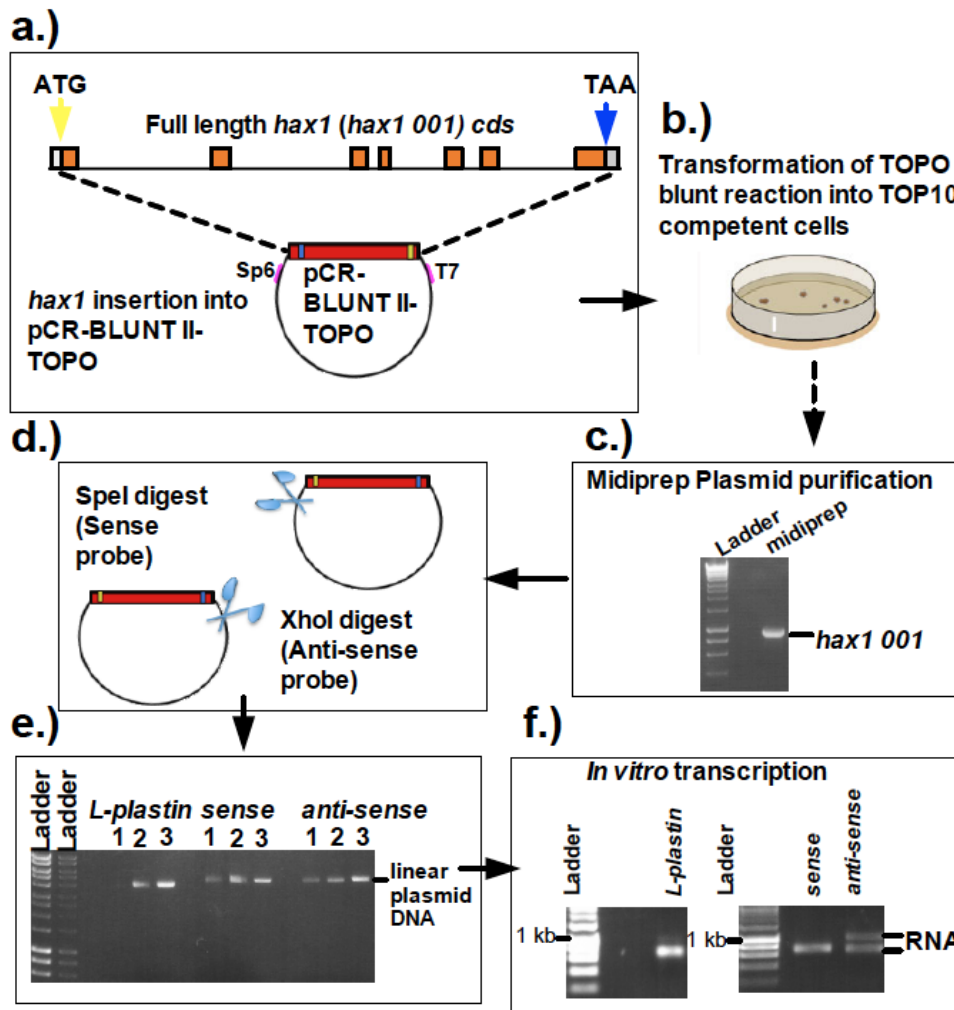 a.)
ATG
TAA
Full length hax1 (hax1 001) cds
Sp6
T7
pCR-
BLUNT II-
TOPO
hax1 insertion into
pCR-BLUNT II-
TOPO
b.)
Transformation of TOPO
blunt reaction into TOP10
competent cells
c.)
Midiprep Plasmid purification
Ladder
midiprep
hax1 001
d.)
SpeI digest
(Sense
probe)
XhoI digest
(Anti-sense
probe)
e.)
Ladder
Ladder
L-plastin sense anti-sense
1 2 3 1 2 3 1 2 3
linear
plasmid
DNA
f.)
In vitro transcription
Ladder
L-plastin
Ladder
sense
anti-sense
1 kb
1 kb
RNA